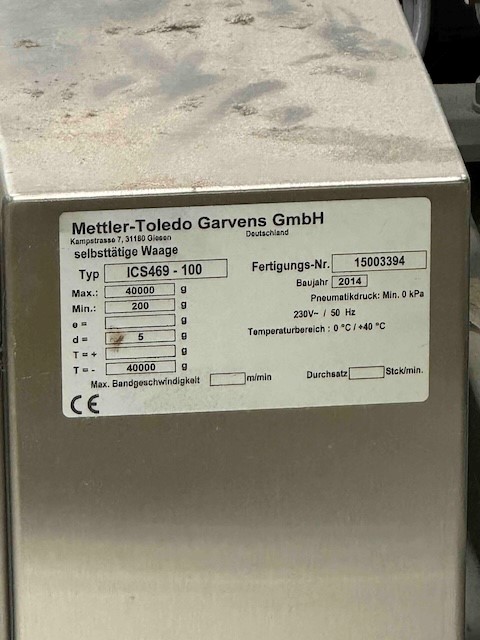 Mettler-Toledo Garvens GmbH
Kampstrasse 7, 31180 Giesen Deutschland
selbsttätige Waage
Typ ICS469 - 100 Fertigungs-Nr. 15003394
Max.: 40000 g Baujahr 2014
Min.: 200 g Pneumatikdruck: Min. 0 kPa
e = g 230V~ / 50 Hz
d = 5 g Temperaturbereich : 0 °C / +40 °C
T = + g
T = - 40000 g
Max. Bandgeschwindigkeit m/min Durchsatz Stck/min.
CE